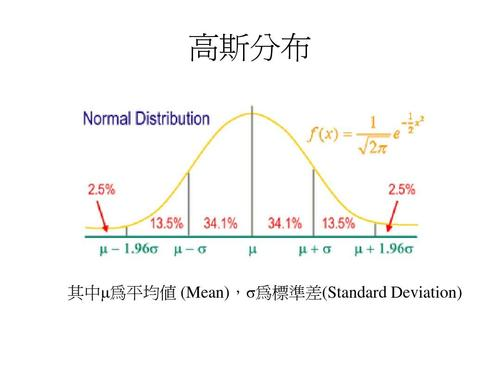 高斯分布
Normal Distribution
f(x) = 1/√2π e^-1/2 x²
2.5%
2.5%
13.5% 34.1% 34.1% 13.5%
μ − 1.96σ μ − σ μ μ + σ μ + 1.96σ
其中μ爲平均值 (Mean)，σ爲標準差(Standard Deviation)